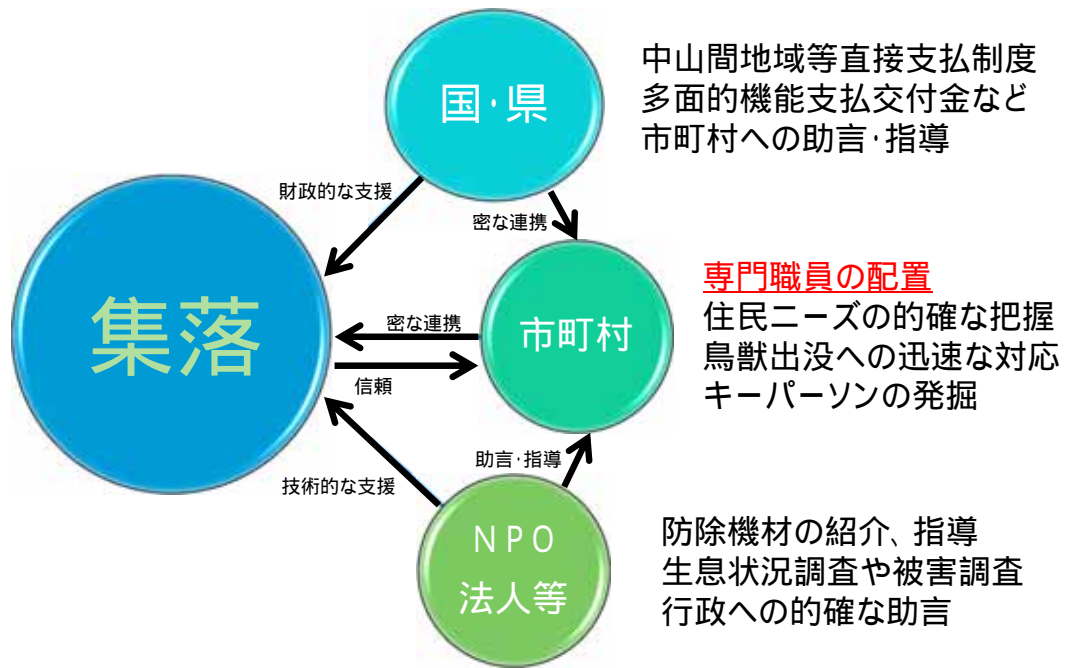 国・県
中山間地域等直接支払制度
多面的機能支払交付金など
市町村への助言・指導
財政的な支援
密な連携
集落
密な連携
信頼
市町村
専門職員の配置
住民ニーズの的確な把握
鳥獣出没への迅速な対応
キーパーソンの発掘
技術的な支援
助言・指導
NPO
法人等
防除機材の紹介、指導
生息状況調査や被害調査
行政への的確な助言